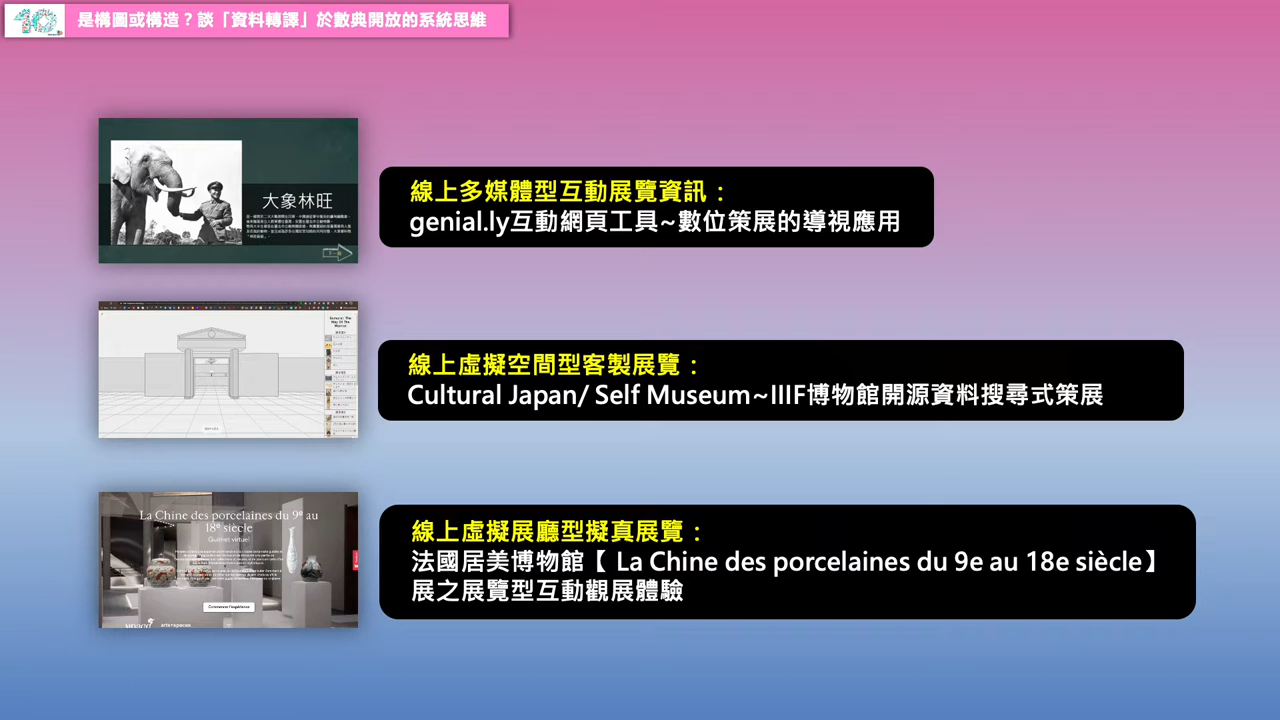 是構圖或構造？談「資料轉譯」於數典開放的系統思維
大象林旺
線上多媒體型互動展覽資訊：
genial.ly互動網頁工具~數位策展的導視應用
線上虛擬空間型客製展覽：
Cultural Japan/ Self Museum~IIIF博物館開源資料搜尋式策展
La Chine des porcelaines du 9e au
18e siècle
Guimet virtuel
Commencer l'expérience
線上虛擬展廳型擬真展覽：
法國居美博物館【 La Chine des porcelaines du 9e au 18e siècle】
展之展覽型互動觀展體驗